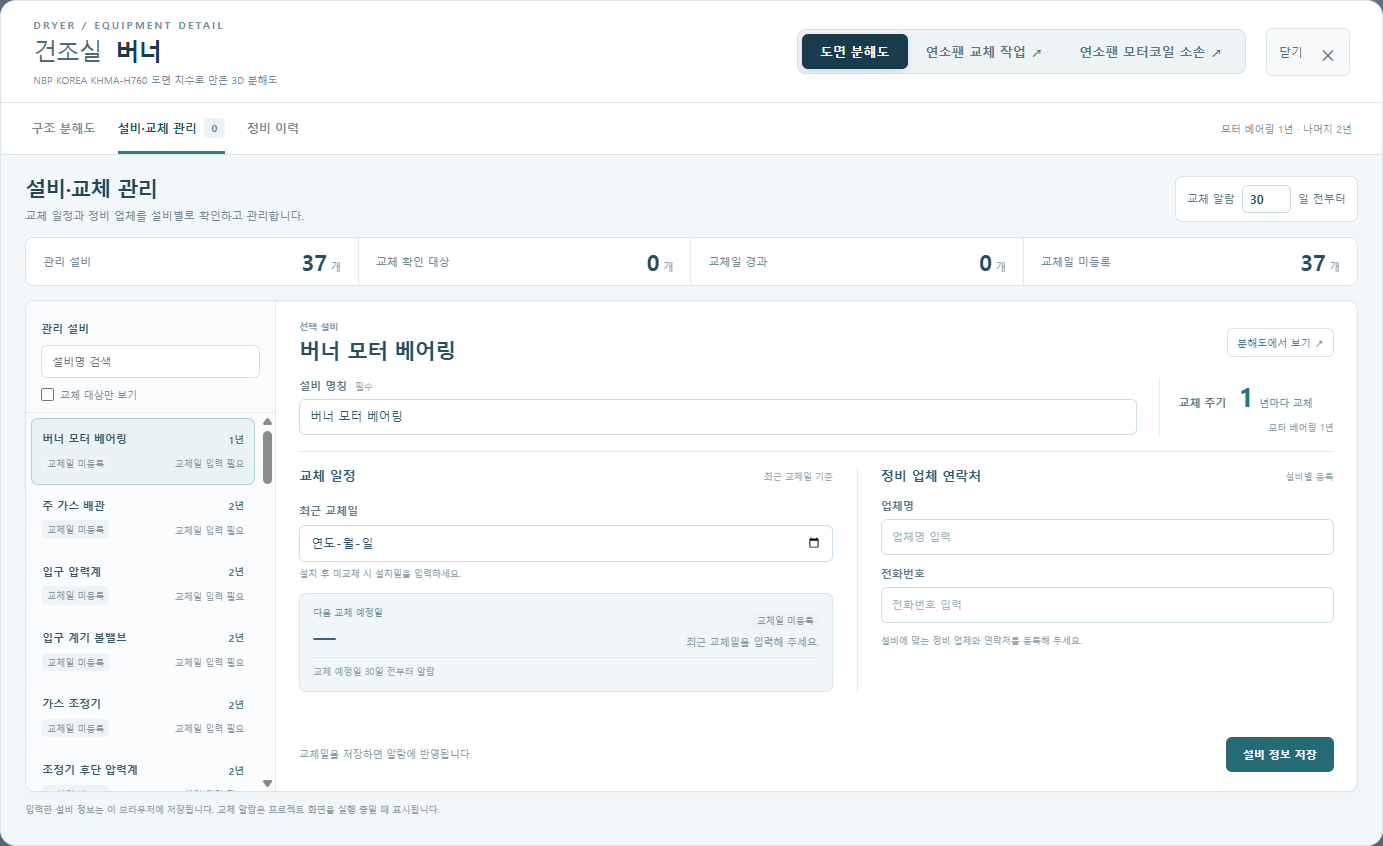 DRYER / EQUIPMENT DETAIL
건조실 버너
NBP KOREA KHMA-H760 도면 치수로 만든 3D 분해도
도면 분해도
연소팬 교체 작업 ↗
연소팬 모터코일 소손 ↗
닫기 ×
구조 분해도
설비·교체 관리 0
정비 이력
모터 베어링 1년 · 나머지 2년
설비·교체 관리
교체 일정과 정비 업체를 설비별로 확인하고 관리합니다.
교체 알람 30 일 전부터
관리 설비 37 개
교체 확인 대상 0 개
교체일 경과 0 개
교체일 미등록 37 개
관리 설비
설비명 검색
교체 대상만 보기
버너 모터 베어링 1년
교체일 미등록 교체일 입력 필요
주 가스 배관 2년
교체일 미등록 교체일 입력 필요
입구 압력계 2년
교체일 미등록 교체일 입력 필요
입구 계기 볼밸브 2년
교체일 미등록 교체일 입력 필요
가스 조정기 2년
교체일 미등록 교체일 입력 필요
조정기 후단 압력계 2년
선택 설비
버너 모터 베어링
분해도에서 보기 ↗
설비 명칭 필수
버너 모터 베어링
교체 주기 1 년마다 교체
모터 베어링 1년
교체 일정
최근 교체일 기준
최근 교체일
연도-월-일
설치 후 미교체 시 설치일을 입력하세요.
다음 교체 예정일
—
교체일 미등록
최근 교체일을 입력해 주세요.
교체 예정일 30일 전부터 알람
정비 업체 연락처
설비별 등록
업체명
업체명 입력
전화번호
전화번호 입력
설비에 맞는 정비 업체와 연락처를 등록해 두세요.
교체일을 저장하면 알람에 반영됩니다.
설비 정보 저장
입력한 설비 정보는 이 브라우저에 저장됩니다. 교체 알람은 프로젝트 화면을 실행 중일 때 표시됩니다.